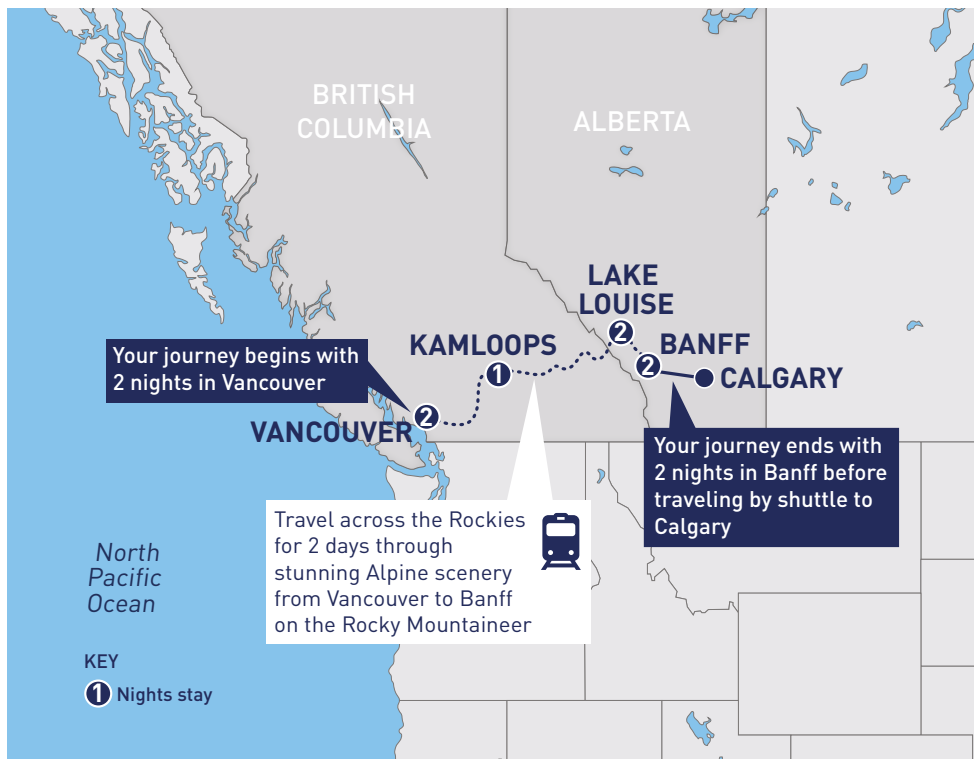 BRITISH
COLUMBIA
ALBERTA
LAKE
LOUISE
2
KAMLOOPS
1
BANFF
2
CALGARY
Your journey begins with
2 nights in Vancouver
VANCOUVER
2
Your journey ends with
2 nights in Banff before
traveling by shuttle to
Calgary
Travel across the Rockies
for 2 days through
stunning Alpine scenery
from Vancouver to Banff
on the Rocky Mountaineer
North
Pacific
Ocean
KEY
1 Nights stay